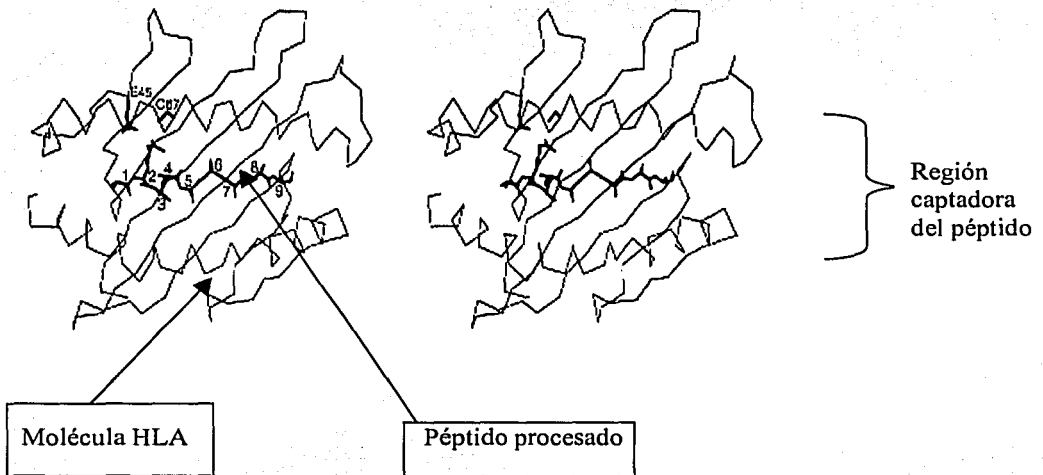 E45
C67
1
2
3
4
5
6
7
8
9
Región
captadora
del péptido
Molécula HLA
Péptido procesado